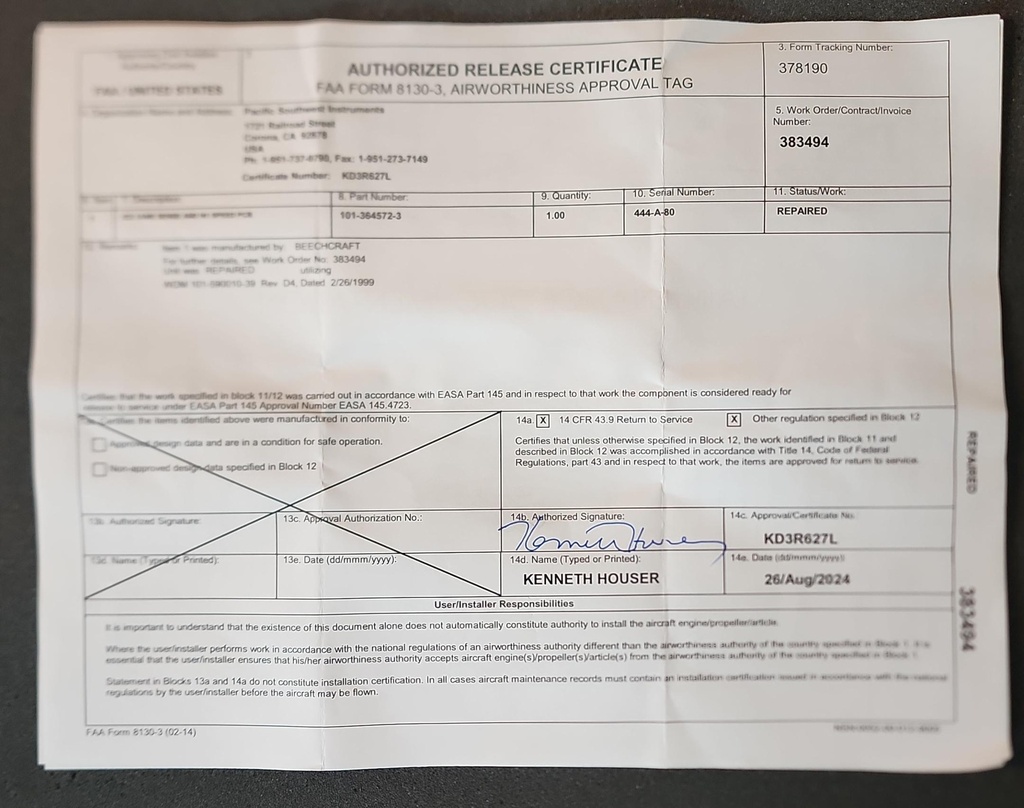 3. Form Tracking Number:
AUTHORIZED RELEASE CERTIFICATE
378190
FAA FORM 8130-3, AIRWORTHINESS APPROVAL TAG
FAA / UNITED STATES
Pacific Southwest Instruments
1721 Railroad Street
Corona, CA
USA
Fax: 1-951-273-7149
Certificate Number: KD3R627L
5. Work Order/Contract/Invoice
Number:
383494
8. Part Number:
9. Quantity:
10. Serial Number:
11. Status/Work:
101-364572-3
1.00
444-A-80
REPAIRED
Item 1 was manufactured by BEECHCRAFT
For further details, see Work Order No: 383494
Unit was REPAIRED utilizing
Rev D4, Dated 2/26/1999
Certifies that the work specified in block 11/12 was carried out in accordance with EASA Part 145 and in respect to that work the component is considered ready for
release to service under EASA Part 145 Approval Number EASA 145.4723.
Certifies the items identified above were manufactured in conformity to:
Approved design data and are in a condition for safe operation.
Non-approved design data specified in Block 12
14a. X 14 CFR 43.9 Return to Service X Other regulation specified in Block 12
Certifies that unless otherwise specified in Block 12, the work identified in Block 11 and
described in Block 12 was accomplished in accordance with Title 14, Code of Federal
Regulations, part 43 and in respect to that work, the items are approved for return to service.
13b. Authorized Signature:
13c. Approval Authorization No.:
14b. Authorized Signature:
14c. Approval/Certificate No.
KD3R627L
13d. Name (Typed or Printed):
13e. Date (dd/mmm/yyyy):
14d. Name (Typed or Printed):
KENNETH HOUSER
14e. Date (dd/mmm/yyyy)
26/Aug/2024
User/Installer Responsibilities
It is important to understand that the existence of this document alone does not automatically constitute authority to install the aircraft engine/propeller/article.
Where the user/installer performs work in accordance with the national regulations of an airworthiness authority different than the airworthiness authority of the country specified in Block 1, it is
essential that the user/installer ensures that his/her airworthiness authority accepts aircraft engine(s)/propeller(s)/article(s) from the airworthiness authority of the country specified in Block 1.
Statement in Blocks 13a and 14a do not constitute installation certification. In all cases aircraft maintenance records must contain an installation certification issued in accordance with the national
regulations by the user/installer before the aircraft may be flown.
FAA Form 8130-3 (02-14)
REPAIRED
383494